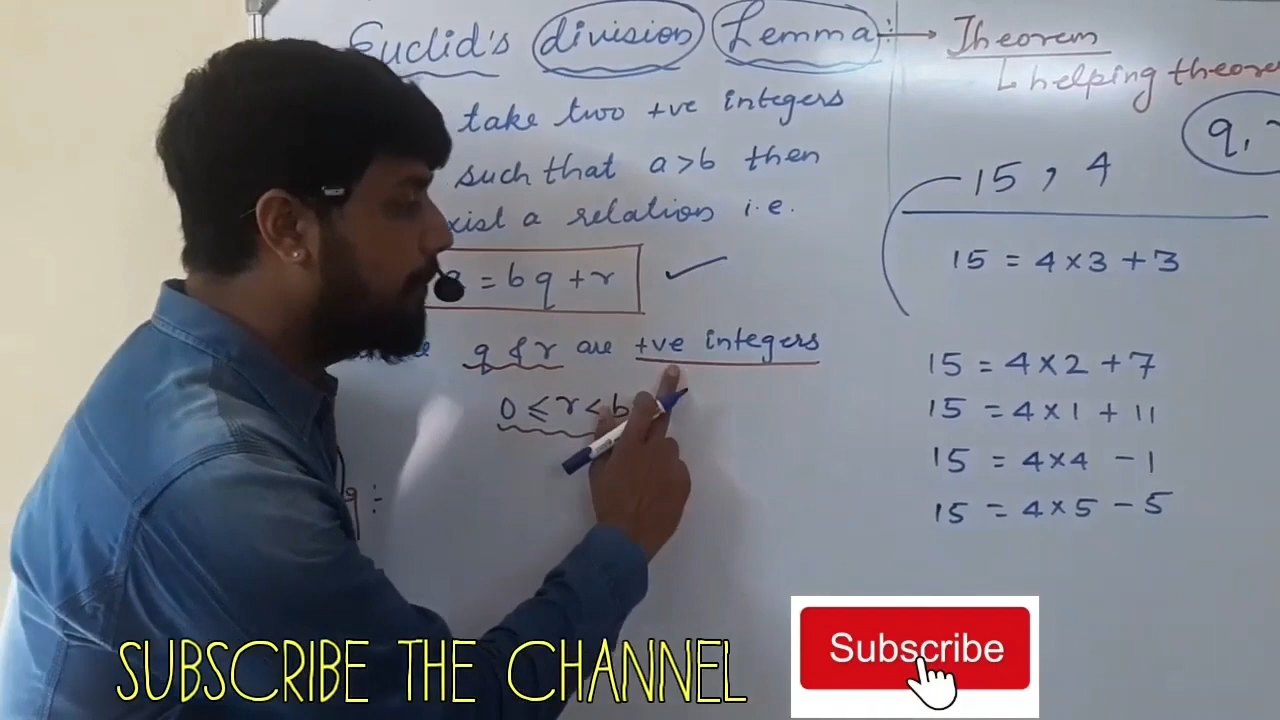 Euclid's division Lemma :→ Theorem
↳ helping theorem
take two +ve integers
such that a>b then
exist a relation i.e.
= bq + r ✓
q & r are +ve integers
0 ≤ r < b
q :-
q,
15 , 4
15 = 4×3 + 3
15 = 4×2 + 7
15 = 4×1 + 11
15 = 4×4 - 1
15 = 4×5 - 5
SUBSCRIBE THE CHANNEL
Subscribe